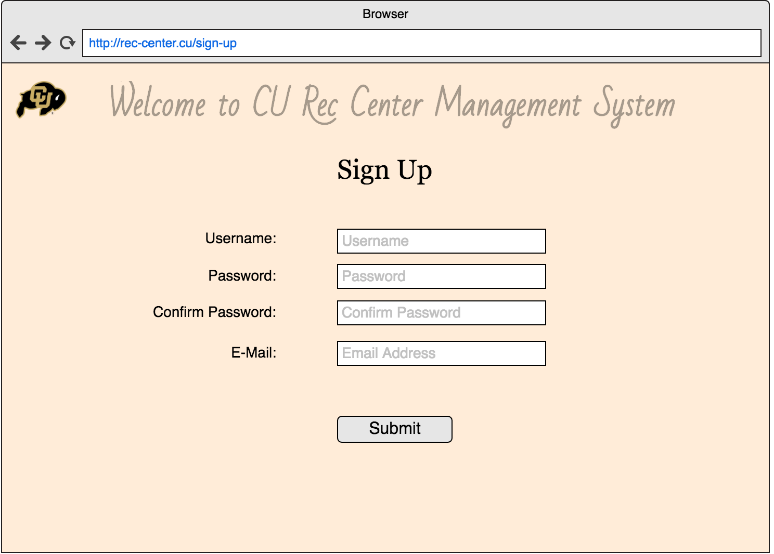 Browser
http://rec-center.cu/sign-up
CU
Welcome to CU Rec Center Management System
Sign Up
Username: Username
Password: Password
Confirm Password: Confirm Password
E-Mail: Email Address
Submit